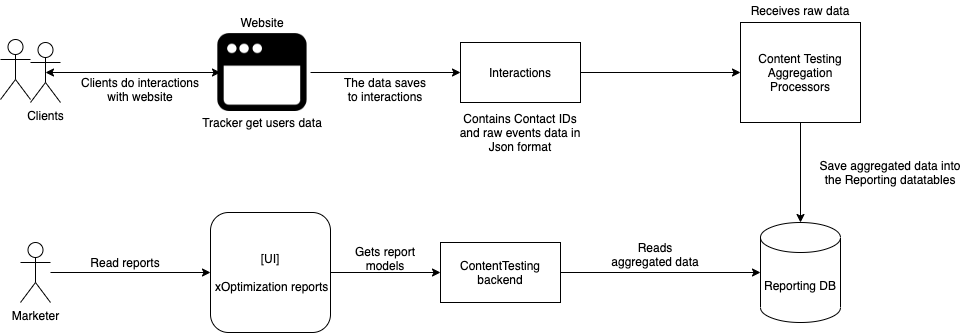 Website
Receives raw data
Clients do interactions
with website
Clients
Tracker get users data
The data saves
to interactions
Interactions
Contains Contact IDs
and raw events data in
Json format
Content Testing
Aggregation
Processors
Save aggregated data into
the Reporting datatables
Marketer
Read reports
[UI]
xOptimization reports
Gets report
models
ContentTesting
backend
Reads
aggregated data
Reporting DB